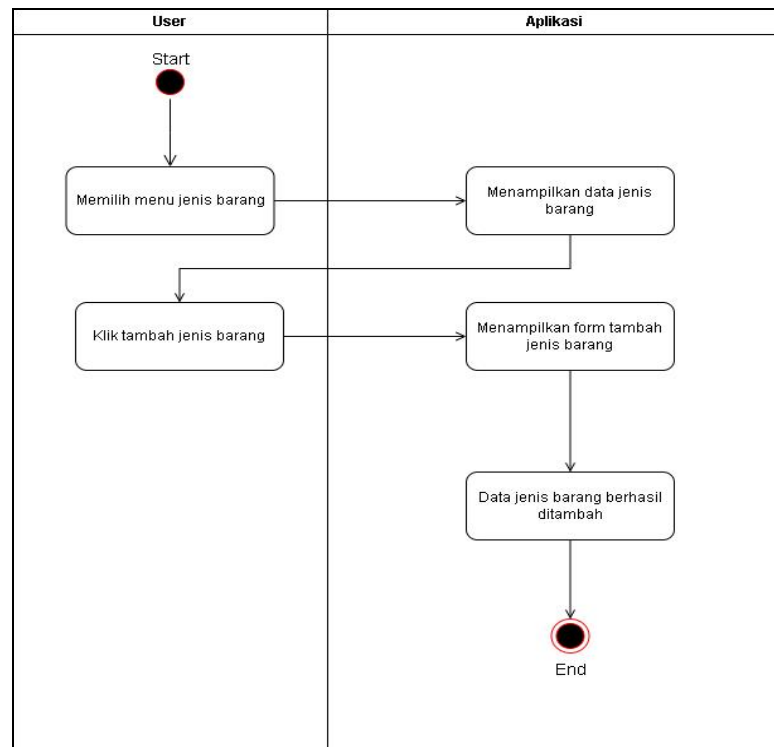 User
Aplikasi
Start
Memilih menu jenis barang
Menampilkan data jenis
barang
Klik tambah jenis barang
Menampilkan form tambah
jenis barang
Data jenis barang berhasil
ditambah
End